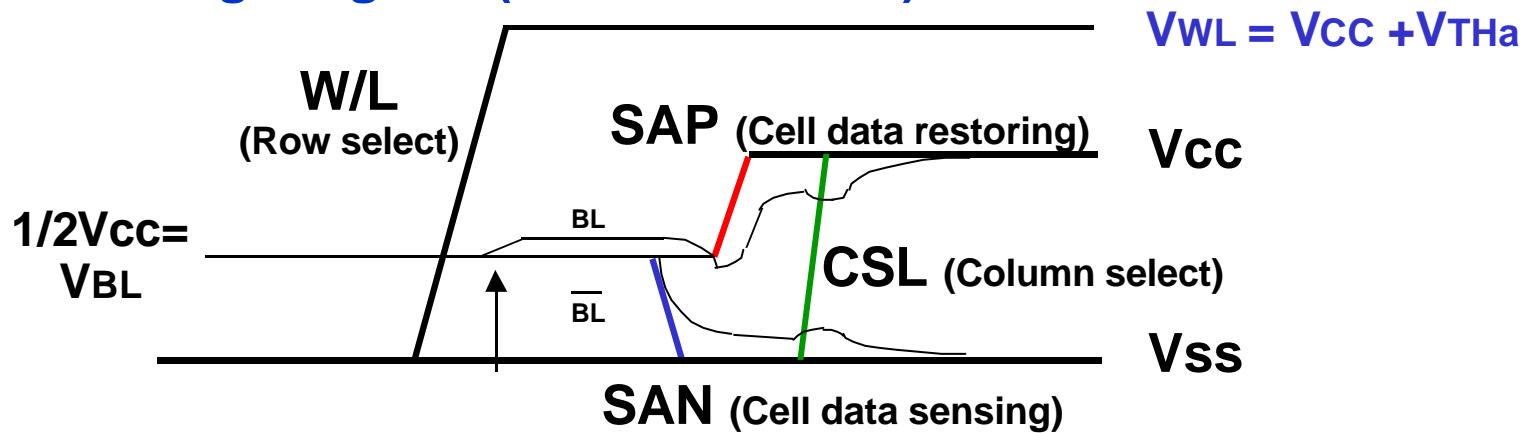 VWL = VCC +VTHa
W/L
(Row select)
SAP (Cell data restoring)
Vcc
1/2Vcc=
VBL
BL
CSL (Column select)
BL
Vss
SAN (Cell data sensing)